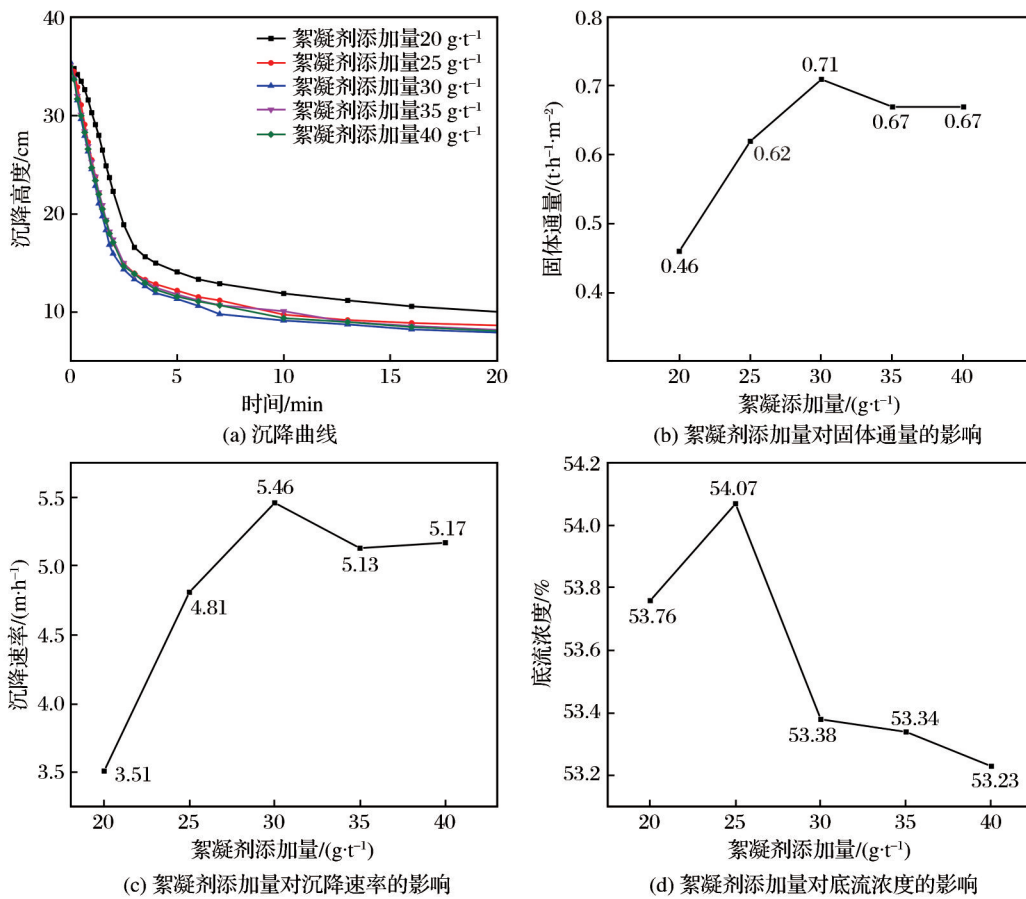 40
30
20
10
沉降高度/cm
絮凝剂添加量20 g·t⁻¹
絮凝剂添加量25 g·t⁻¹
絮凝剂添加量30 g·t⁻¹
絮凝剂添加量35 g·t⁻¹
絮凝剂添加量40 g·t⁻¹
0 5 10 15 20
时间/min
(a) 沉降曲线
0.8
0.7
0.6
0.5
0.4
固体通量/(t·h⁻¹·m⁻²)
0.46
0.62
0.71
0.67
0.67
20 25 30 35 40
絮凝添加量/(g·t⁻¹)
(b) 絮凝剂添加量对固体通量的影响
5.5
5.0
4.5
4.0
3.5
沉降速率/(m·h⁻¹)
3.51
4.81
5.46
5.13
5.17
20 25 30 35 40
絮凝剂添加量/(g·t⁻¹)
(c) 絮凝剂添加量对沉降速率的影响
54.2
54.0
53.8
53.6
53.4
53.2
底流浓度/%
53.76
54.07
53.38
53.34
53.23
20 25 30 35 40
絮凝剂添加量/(g·t⁻¹)
(d) 絮凝剂添加量对底流浓度的影响